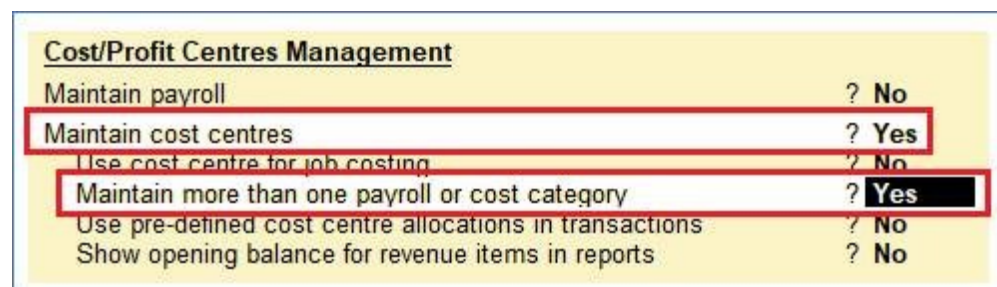 Cost/Profit Centres Management
Maintain payroll ? No
Maintain cost centres ? Yes
Use cost centre for job costing ? No
Maintain more than one payroll or cost category ? Yes
Use pre-defined cost centre allocations in transactions ? No
Show opening balance for revenue items in reports ? No